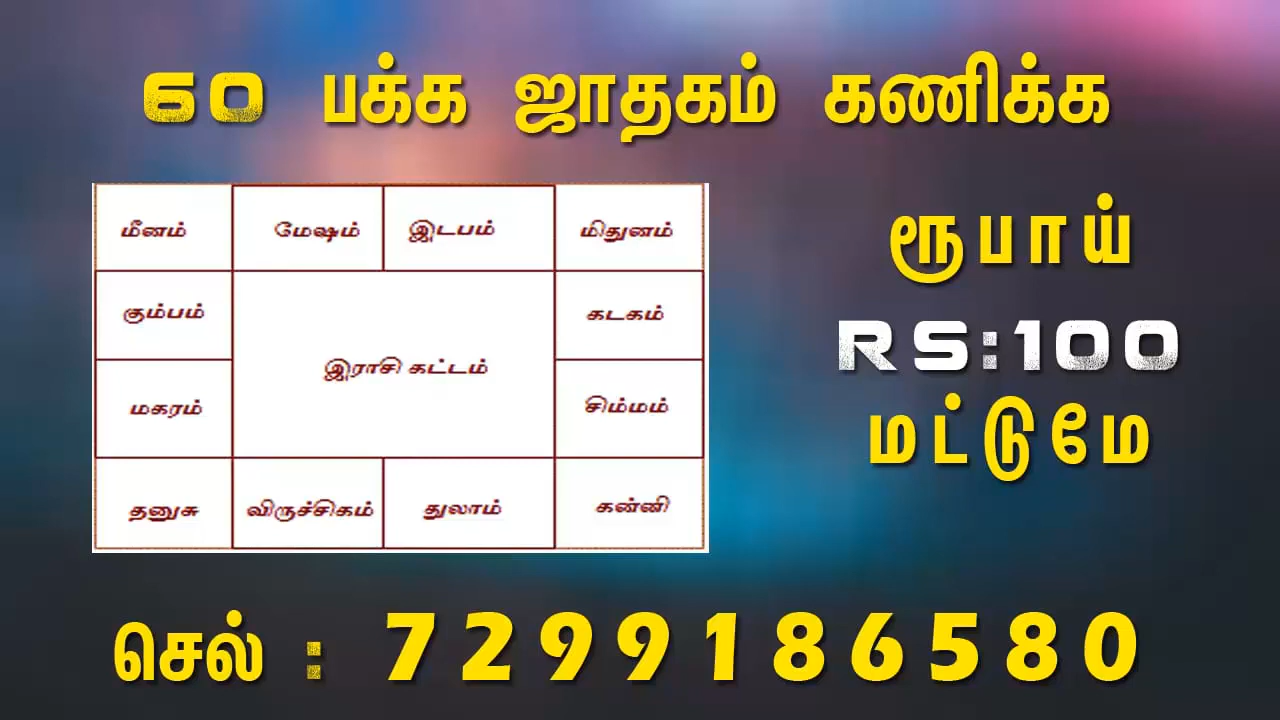 60 பக்க ஜாதகம் கணிக்க
மீனம் மேஷம் இடபம் மிதுனம்
கும்பம் கடகம்
இராசி கட்டம்
மகரம் சிம்மம்
தனுசு விருச்சிகம் துலாம் கன்னி
ரூபாய்
RS:100
மட்டுமே
செல் : 7299186580